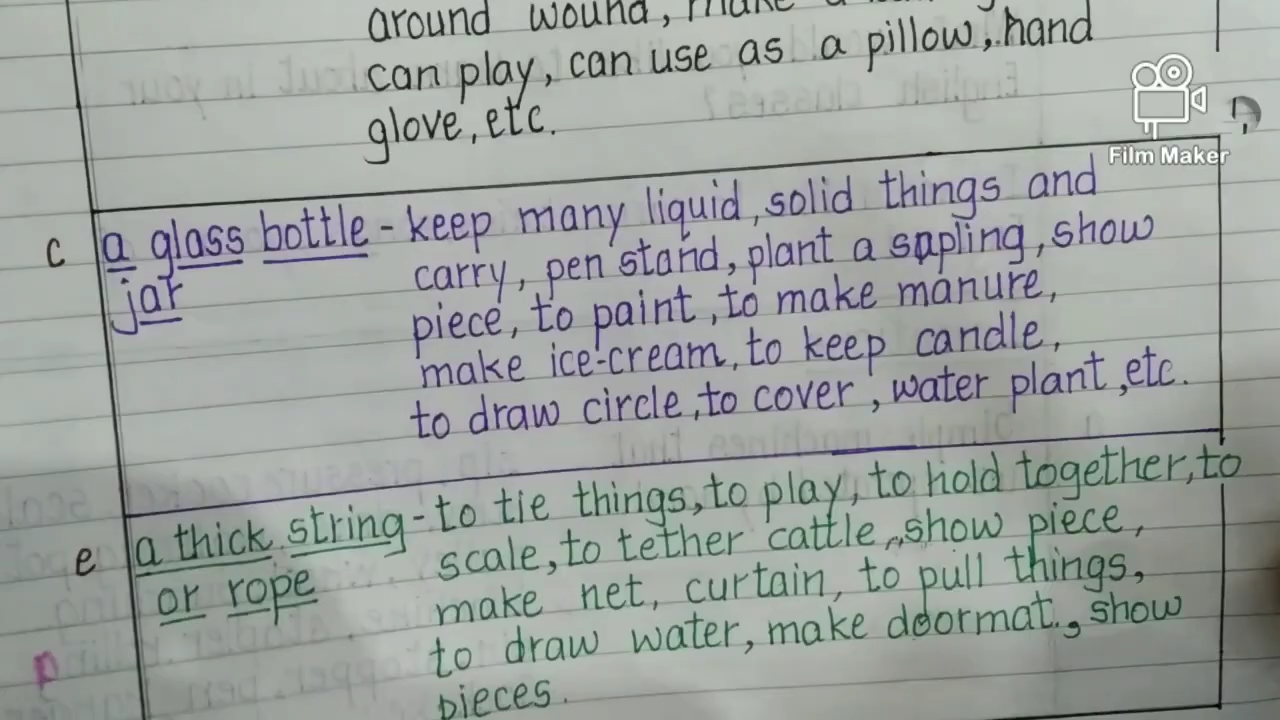 around wound, make a
can play, can use as a pillow, hand
glove, etc.
Film Maker
c a glass bottle - keep many liquid, solid things and
jar carry, pen stand, plant a sapling, show
piece, to paint, to make manure,
make ice-cream, to keep candle,
to draw circle, to cover, water plant, etc.
e a thick string - to tie things, to play, to hold together, to
or rope scale, to tether cattle, show piece,
make net, curtain, to pull things,
to draw water, make doormat, show
pieces.